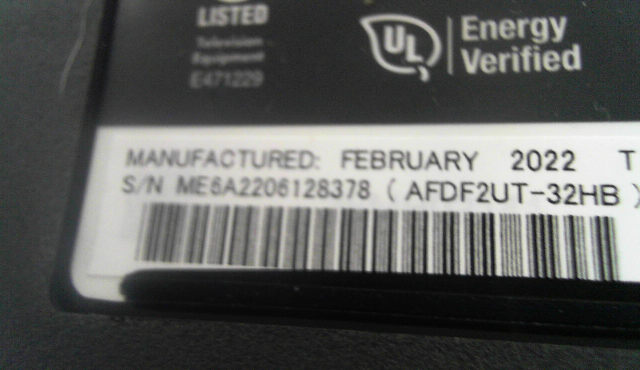 LISTED
Television
Equipment
E471229
UL
Energy
Verified
MANUFACTURED: FEBRUARY 2022 T
S/N ME6A2206128378 ( AFDF2UT-32HB )